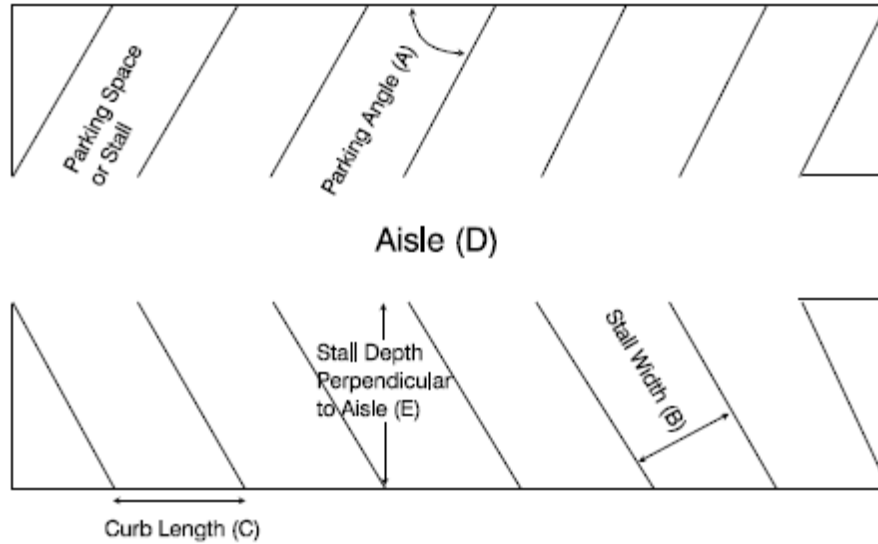 Parking Space
or Stall
Parking Angle (A)
Aisle (D)
Stall Depth
Perpendicular
to Aisle (E)
Stall Width (B)
Curb Length (C)